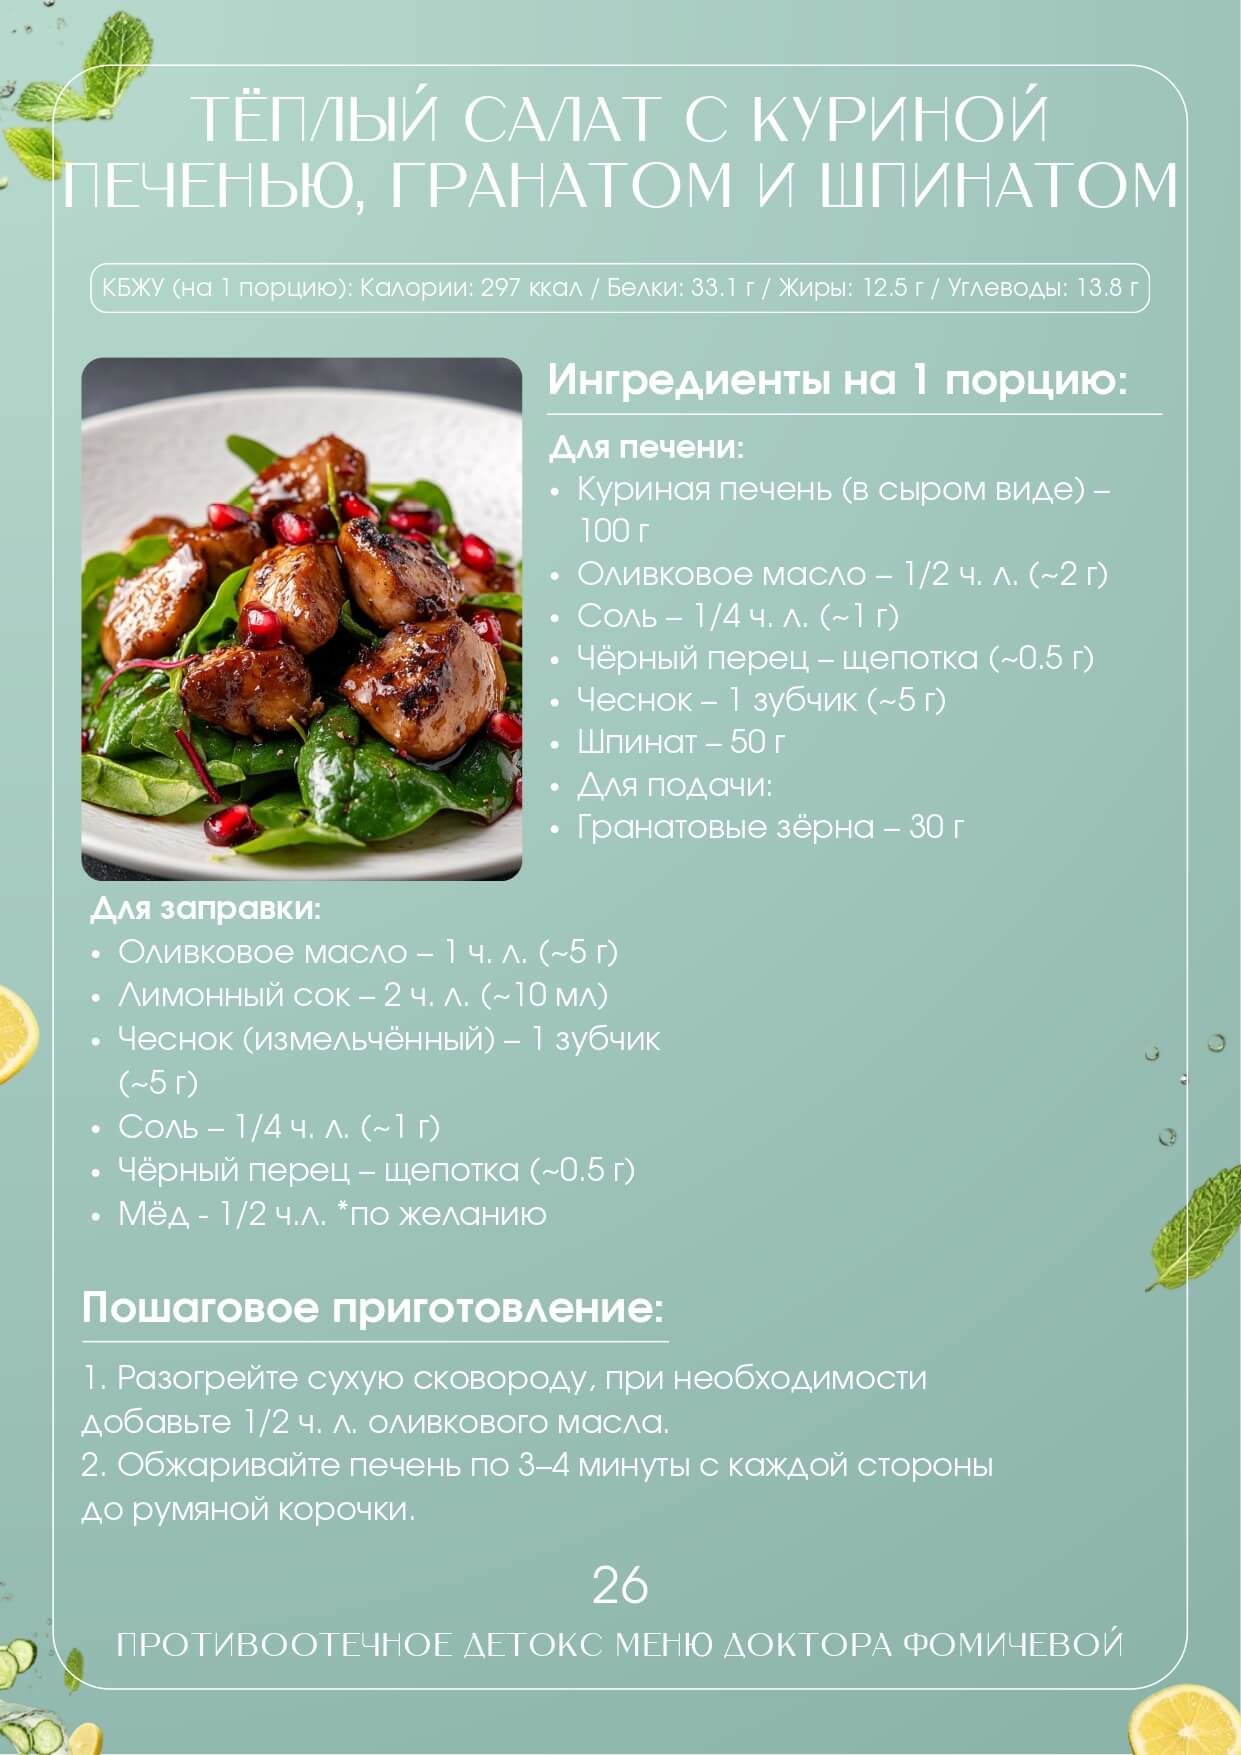 ТЁПЛЫЙ САЛАТ С КУРИНОЙ
ПЕЧЕНЬЮ, ГРАНАТОМ И ШПИНАТОМ
КБЖУ (на 1 порцию): Калории: 297 ккал / Белки: 33.1 г / Жиры: 12.5 г / Углеводы: 13.8 г
Ингредиенты на 1 порцию:
Для печени:
• Куриная печень (в сыром виде) –
100 г
• Оливковое масло – 1/2 ч. л. (~2 г)
• Соль – 1/4 ч. л. (~1 г)
• Чёрный перец – щепотка (~0.5 г)
• Чеснок – 1 зубчик (~5 г)
• Шпинат – 50 г
• Для подачи:
• Гранатовые зёрна – 30 г
Для заправки:
• Оливковое масло – 1 ч. л. (~5 г)
• Лимонный сок – 2 ч. л. (~10 мл)
• Чеснок (измельчённый) – 1 зубчик
(~5 г)
• Соль – 1/4 ч. л. (~1 г)
• Чёрный перец – щепотка (~0.5 г)
• Мёд - 1/2 ч.л. *по желанию
Пошаговое приготовление:
1. Разогрейте сухую сковороду, при необходимости
добавьте 1/2 ч. л. оливкового масла.
2. Обжаривайте печень по 3–4 минуты с каждой стороны
до румяной корочки.
26
ПРОТИВООТЕЧНОЕ ДЕТОКС МЕНЮ ДОКТОРА ФОМИЧЕВОЙ